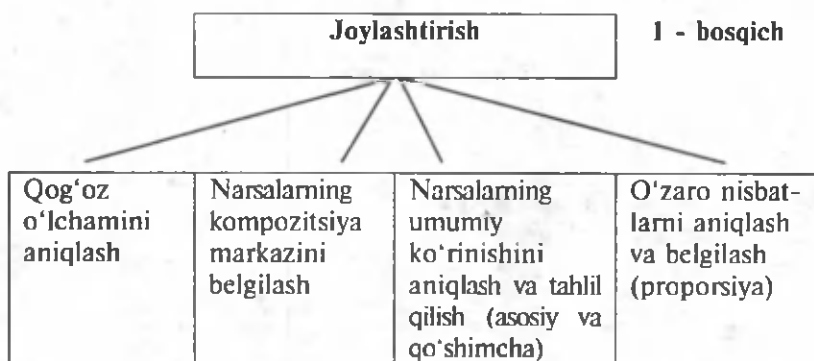 Joylashtirish
1 - bosqich
Qog‘oz
o‘lchamini
aniqlash
Narsalarning
kompozitsiya
markazini
belgilash
Narsalarning
umumiy
ko‘rinishini
aniqlash va tahlil
qilish (asosiy va
qo‘shimcha)
O‘zaro nisbat-
larni aniqlash
va belgilash
(proporsiya)